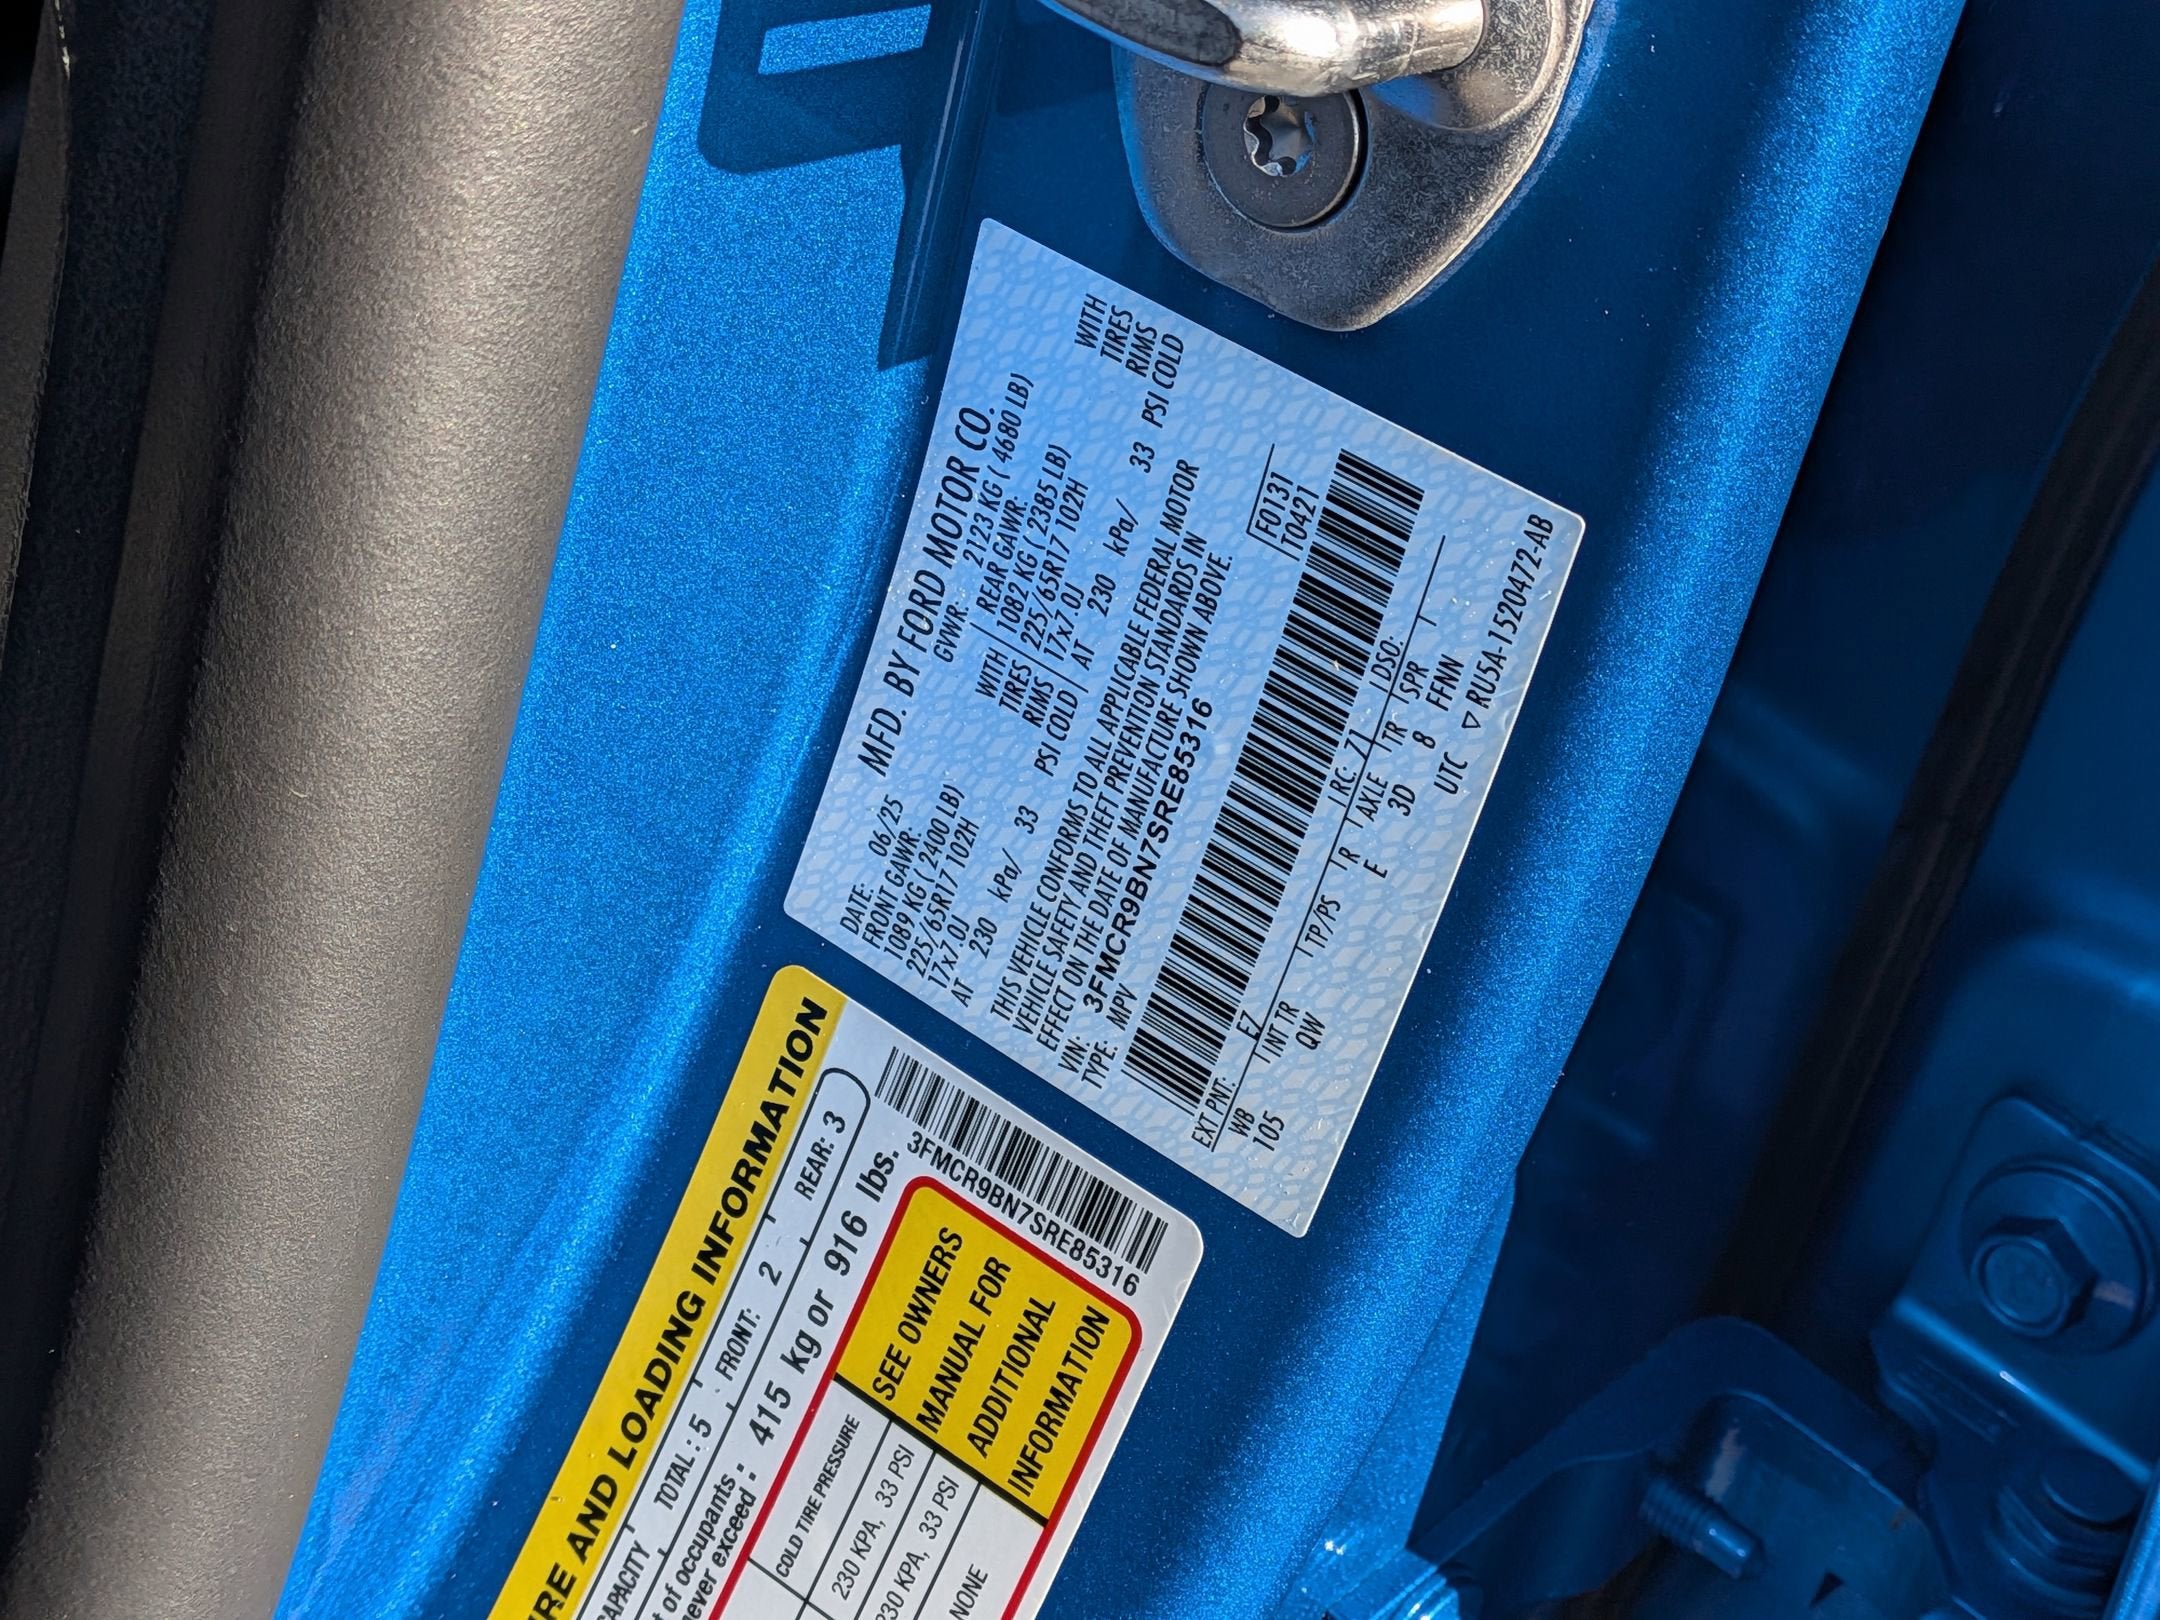 MFD. BY FORD MOTOR CO.
DATE: 06/25 GVWR: 2123 KG ( 4680 LB)
FRONT GAWR: REAR GAWR:
1089 KG ( 2400 LB) WITH 1082 KG ( 2385 LB) WITH
225/65R17 102H TIRES 225/65R17 102H TIRES
17x7.0J RIMS 17x7.0J RIMS
AT 230 kPa/ 33 PSI COLD AT 230 kPa/ 33 PSI COLD
THIS VEHICLE CONFORMS TO ALL APPLICABLE FEDERAL MOTOR
VEHICLE SAFETY AND THEFT PREVENTION STANDARDS IN
EFFECT ON THE DATE OF MANUFACTURE SHOWN ABOVE.
VIN: 3FMCR9BN7SRE85316
TYPE: MPV
F0131
T0421
EXT PNT: EZ RC: 71 DSO:
WB INT TR TP/PS R AXLE TR SPR
105 QW E 3D 8 FFNN
UTC ▽ RU5A-1520472-AB
IRE AND LOADING INFORMATION
CAPACITY TOTAL : 5 FRONT: 2 REAR: 3
t of occupants
never exceed : 415 kg or 916 lbs.
3FMCR9BN7SRE85316
COLD TIRE PRESSURE
230 KPA, 33 PSI
230 KPA, 33 PSI
NONE
SEE OWNERS
MANUAL FOR
ADDITIONAL
INFORMATION